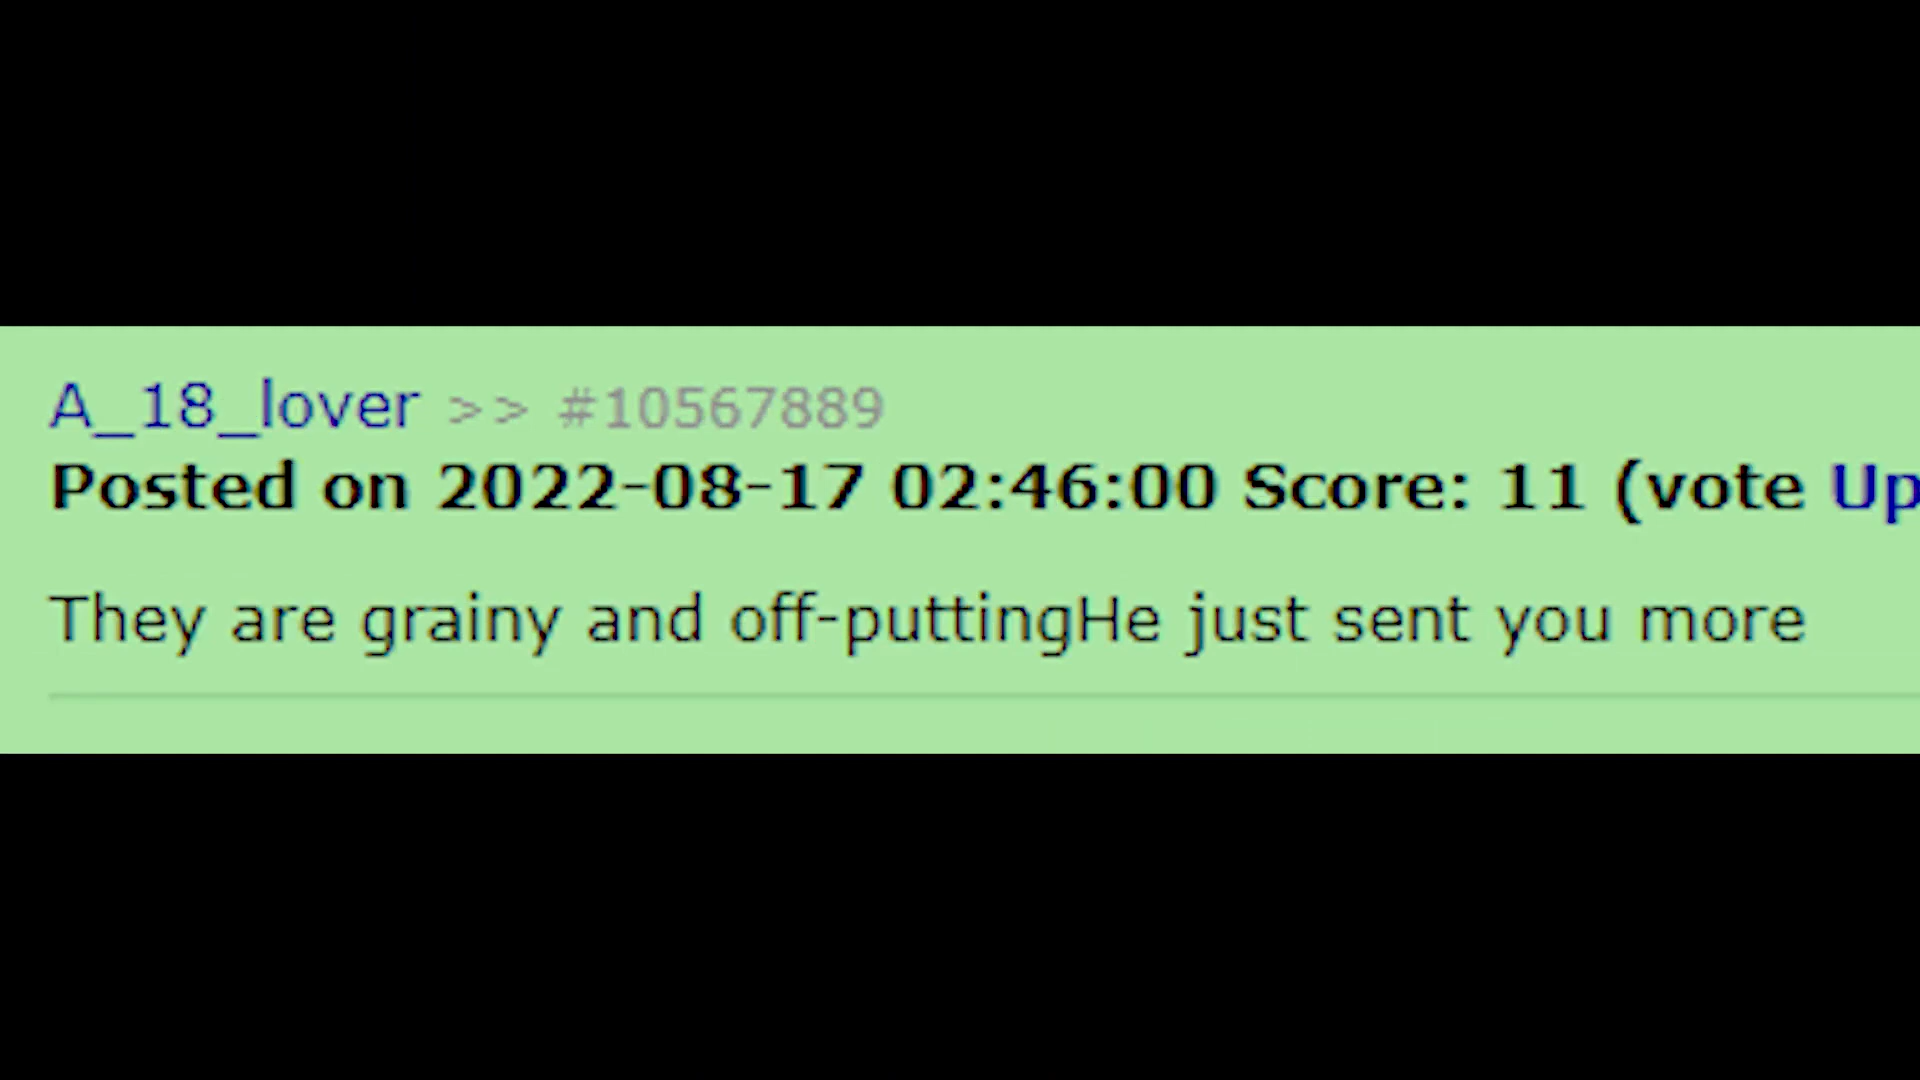 A_18_lover >> #10567889
Posted on 2022-08-17 02:46:00 Score: 11 (vote Up
They are grainy and off-puttingHe just sent you more